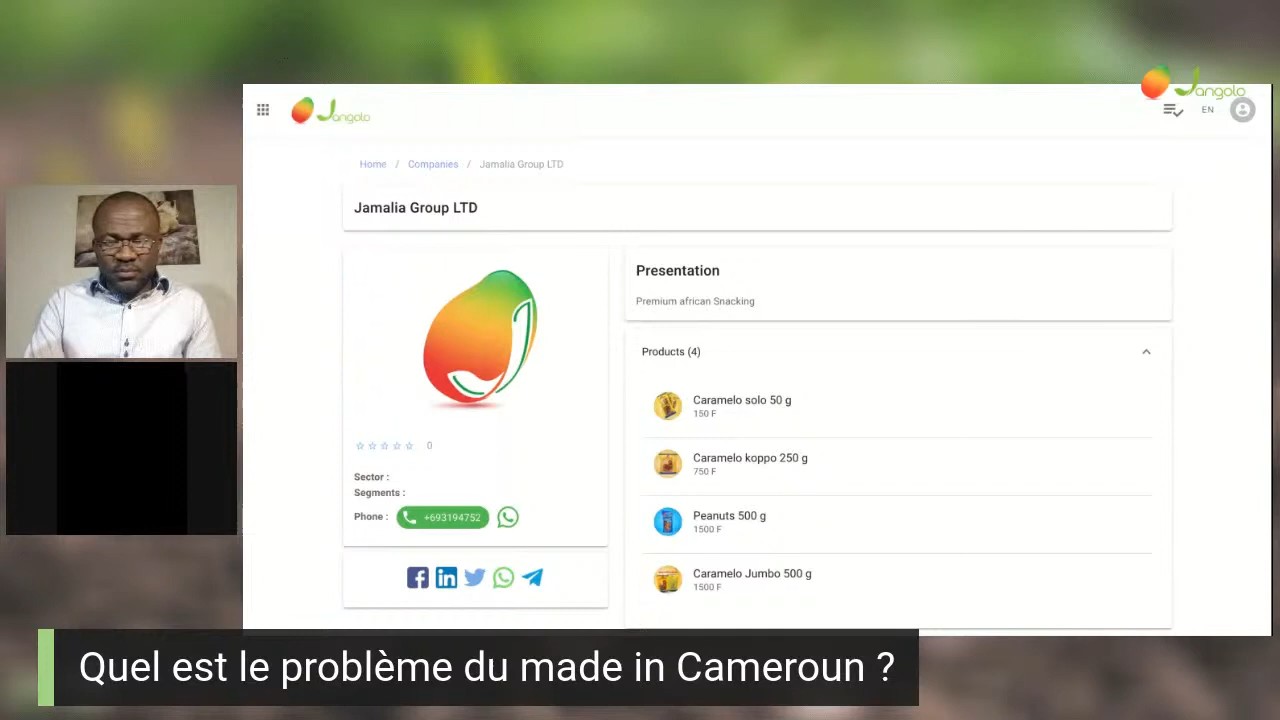 Jangolo
Jangolo
EN
Home / Companies / Jamalia Group LTD
Jamalia Group LTD
Presentation
Premium african Snacking
Products (4)
Caramelo solo 50 g
150 F
Caramelo koppo 250 g
750 F
Peanuts 500 g
1500 F
Caramelo Jumbo 500 g
1500 F
0
Sector :
Segments :
Phone : +693194752
Quel est le problème du made in Cameroun ?